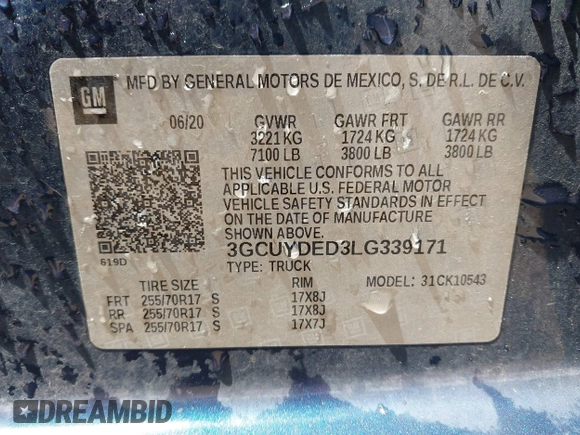 GM
MFD BY GENERAL MOTORS DE MEXICO, S. DE R.L. DE C.V.
06/20 GVWR GAWR FRT GAWR RR
3221 KG 1724 KG 1724 KG
7100 LB 3800 LB 3800 LB
THIS VEHICLE CONFORMS TO ALL
APPLICABLE U.S. FEDERAL MOTOR
VEHICLE SAFETY STANDARDS IN EFFECT
ON THE DATE OF MANUFACTURE
SHOWN ABOVE.
619D
3GCUYDED3LG339171
TYPE: TRUCK MODEL: 31CK10543
TIRE SIZE RIM
FRT 255/70R17 S 17X8J
RR 255/70R17 S 17X8J
SPA 255/70R17 S 17X7J
DREAMBID